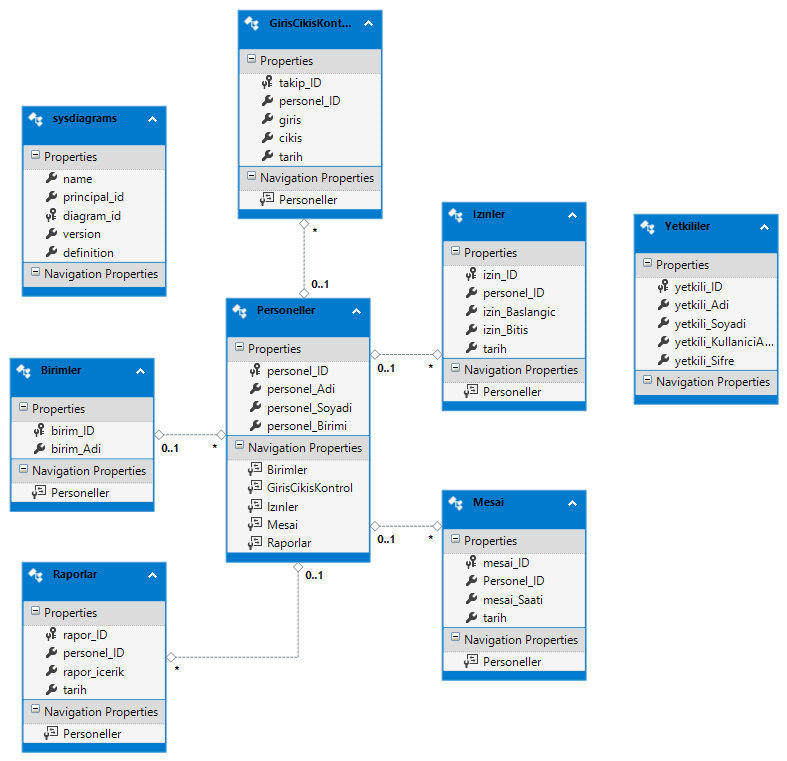 GirisCikisKont...
Properties
takip_ID
personel_ID
giris
cikis
tarih
Navigation Properties
Personeller
sysdiagrams
Properties
name
principal_id
diagram_id
version
definition
Navigation Properties
*
0..1
Izınler
Properties
izin_ID
personel_ID
izin_Baslangic
izin_Bitis
tarih
Navigation Properties
Personeller
Yetkililer
Properties
yetkili_ID
yetkili_Adi
yetkili_Soyadi
yetkili_KullaniciA...
yetkili_Sifre
Navigation Properties
Personeller
Properties
personel_ID
personel_Adi
personel_Soyadi
personel_Birimi
Navigation Properties
Birimler
GirisCikisKontrol
Izınler
Mesai
Raporlar
0..1
*
Birimler
Properties
birim_ID
birim_Adi
Navigation Properties
Personeller
0..1
*
Mesai
Properties
mesai_ID
Personel_ID
mesai_Saati
tarih
Navigation Properties
Personeller
0..1
*
Raporlar
Properties
rapor_ID
personel_ID
rapor_icerik
tarih
Navigation Properties
Personeller
0..1
*